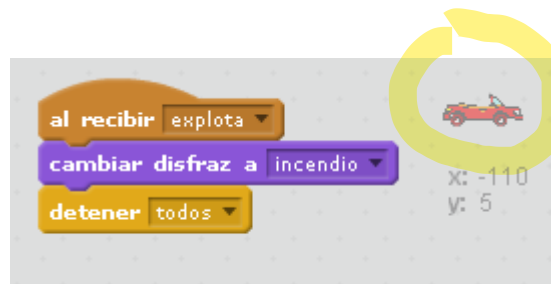 al recibir explota
cambiar disfraz a incendio
detener todos
x: -110
y: 5